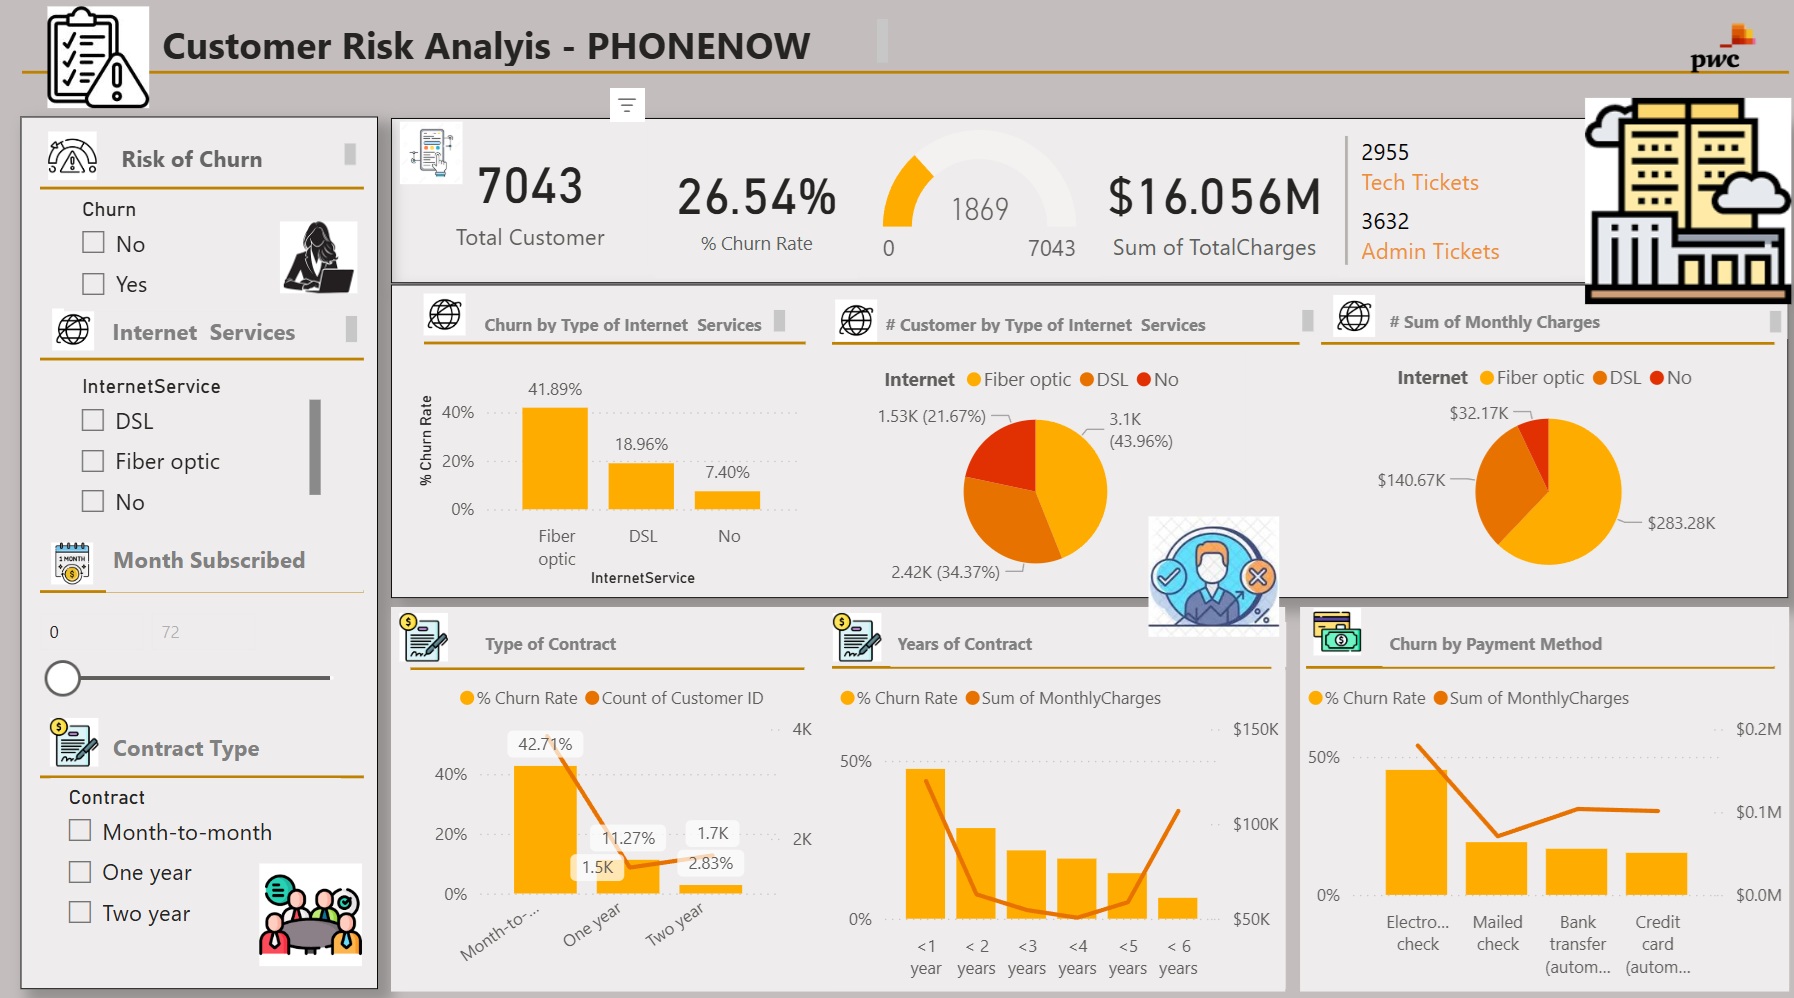 Customer Risk Analyis - PHONENOW
pwc
Risk of Churn
Churn
No
Yes
Internet Services
InternetService
DSL
Fiber optic
No
1 MONTH
Month Subscribed
0 72
Contract Type
Contract
Month-to-month
One year
Two year
7043
Total Customer
26.54%
% Churn Rate
1869
0 7043
$16.056M
Sum of TotalCharges
2955
Tech Tickets
3632
Admin Tickets
Churn by Type of Internet Services
% Churn Rate
40%
20%
0%
41.89%
18.96%
7.40%
Fiber
optic
DSL
No
InternetService
# Customer by Type of Internet Services
Internet Fiber optic DSL No
1.53K (21.67%)
3.1K
(43.96%)
2.42K (34.37%)
# Sum of Monthly Charges
Internet Fiber optic DSL No
$32.17K
$140.67K
$283.28K
Type of Contract
% Churn Rate Count of Customer ID
4K
42.71%
40%
20%
11.27%
1.7K
2K
1.5K
2.83%
0%
Month-to-...
One year
Two year
Years of Contract
% Churn Rate Sum of MonthlyCharges
$150K
50%
$100K
0%
$50K
<1
year
< 2
years
<3
years
<4
years
<5
years
< 6
years
Churn by Payment Method
% Churn Rate Sum of MonthlyCharges
$0.2M
50%
$0.1M
0%
$0.0M
Electro...
check
Mailed
check
Bank
transfer
(autom...
Credit
card
(autom...